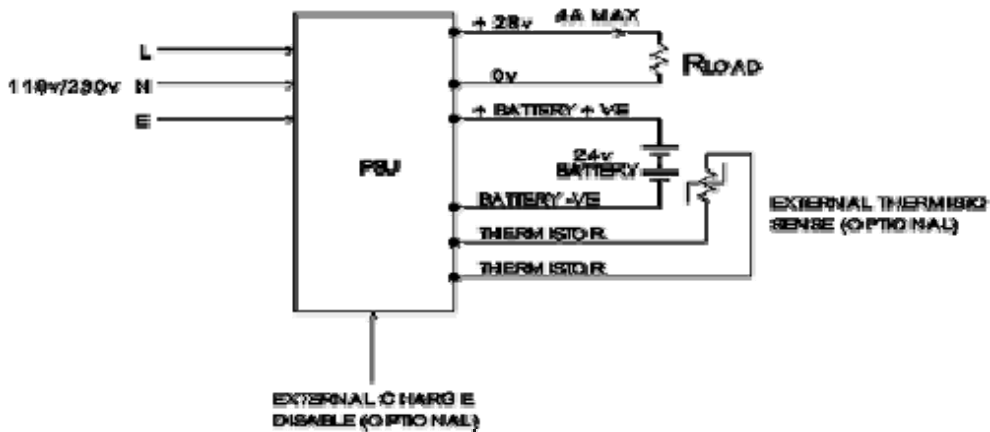 + 28v
4A MAX
L
RLOAD
110v/230v N
0v
E
+ BATTERY + VE
PSU
24v
BATTERY
BATTERY -VE
EXTERNAL THERMISTO
SENSE (OPTIONAL)
THERMISTOR
THERMISTOR
EXTERNAL CHARGE
DISABLE (OPTIONAL)